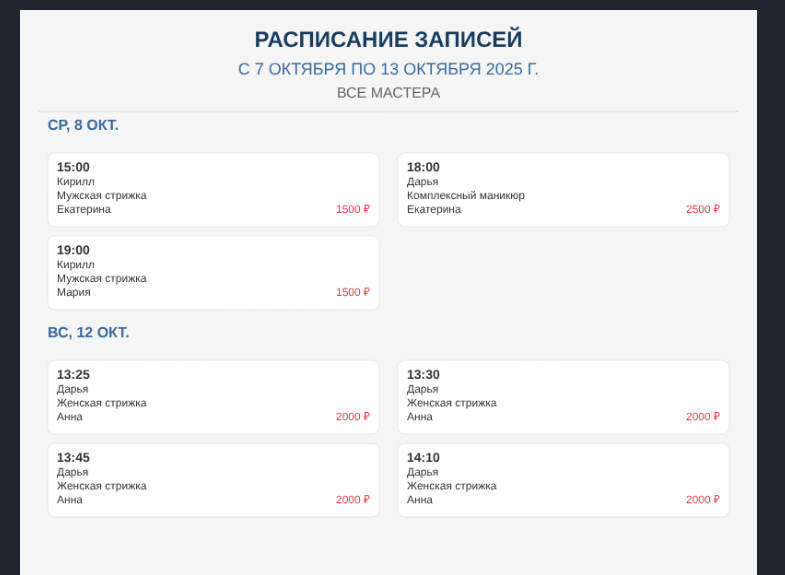 РАСПИСАНИЕ ЗАПИСЕЙ
С 7 ОКТЯБРЯ ПО 13 ОКТЯБРЯ 2025 Г.
ВСЕ МАСТЕРА
СР, 8 ОКТ.
15:00
Кирилл
Мужская стрижка
Екатерина 1500 ₽
18:00
Дарья
Комплексный маникюр
Екатерина 2500 ₽
19:00
Кирилл
Мужская стрижка
Мария 1500 ₽
ВС, 12 ОКТ.
13:25
Дарья
Женская стрижка
Анна 2000 ₽
13:30
Дарья
Женская стрижка
Анна 2000 ₽
13:45
Дарья
Женская стрижка
Анна 2000 ₽
14:10
Дарья
Женская стрижка
Анна 2000 ₽